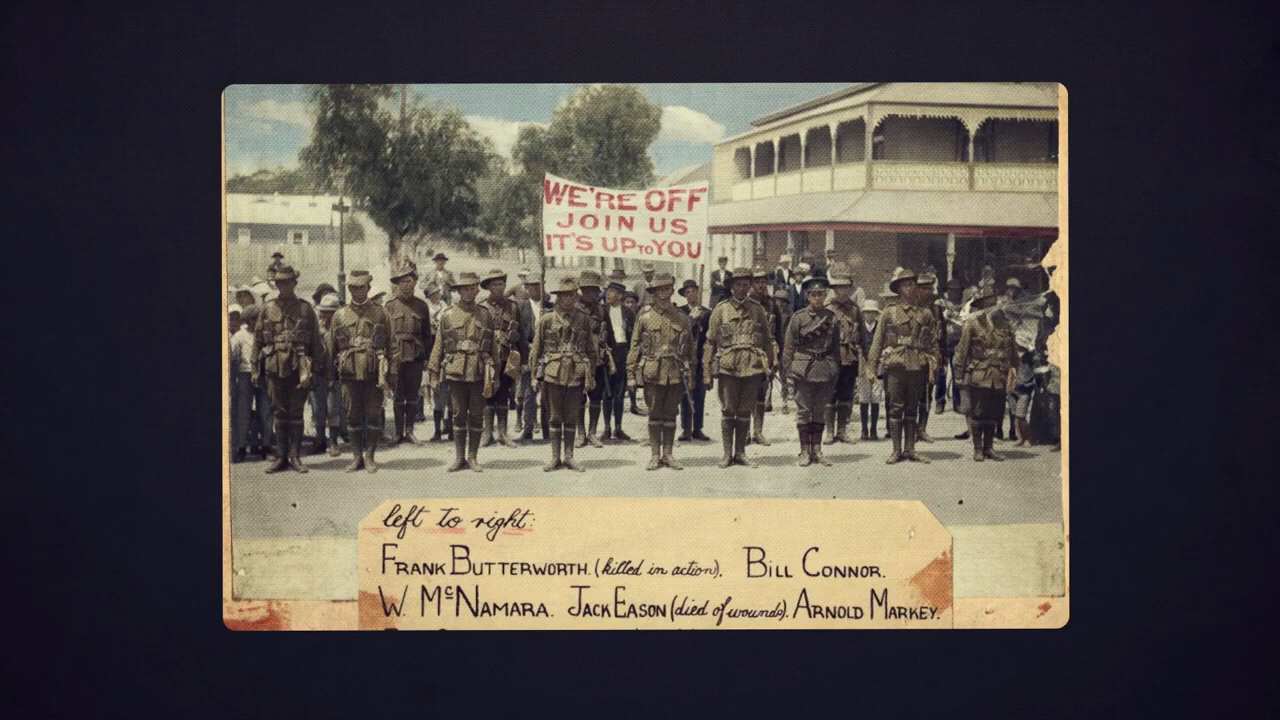 WE'RE OFF
JOIN US
IT'S UP TO YOU
left to right:
FRANK BUTTERWORTH. (killed in action). BILL CONNOR.
W. McNAMARA. JACK EASON (died of wounds). ARNOLD MARKEY.